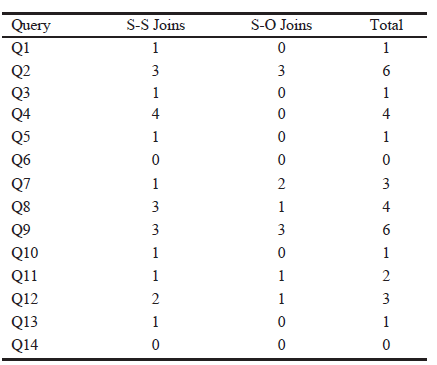 Query S-S Joins S-O Joins Total
Q1 1 0 1
Q2 3 3 6
Q3 1 0 1
Q4 4 0 4
Q5 1 0 1
Q6 0 0 0
Q7 1 2 3
Q8 3 1 4
Q9 3 3 6
Q10 1 0 1
Q11 1 1 2
Q12 2 1 3
Q13 1 0 1
Q14 0 0 0